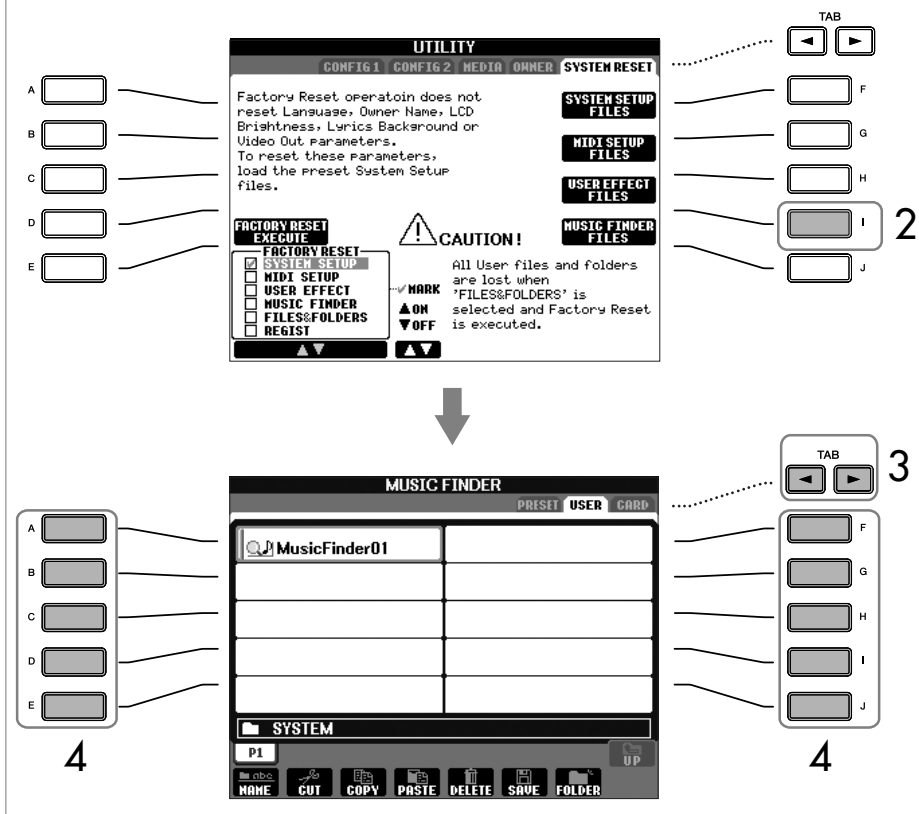 TAB
UTILITY
CONFIG 1 CONFIG 2 MEDIA OWNER SYSTEM RESET
A
B
C
D
E
Factory Reset operatoin does not
reset Language, Owner Name, LCD
Brightness, Lyrics Background or
Video Out parameters.
To reset these parameters,
load the preset System Setup
files.
SYSTEM SETUP
FILES
MIDI SETUP
FILES
USER EFFECT
FILES
MUSIC FINDER
FILES
F
G
H
I
J
2
FACTORY RESET
EXECUTE
FACTORY RESET
SYSTEM SETUP
MIDI SETUP
USER EFFECT
MUSIC FINDER
FILES&FOLDERS
REGIST
MARK
▲ON
▼OFF
CAUTION !
All User files and folders
are lost when
'FILES&FOLDERS' is
selected and Factory Reset
is executed.
TAB
3
MUSIC FINDER
PRESET USER CARD
A
B
C
D
E
4
MusicFinder01
F
G
H
I
J
4
SYSTEM
P1
UP
abc
NAME CUT COPY PASTE DELETE SAVE FOLDER